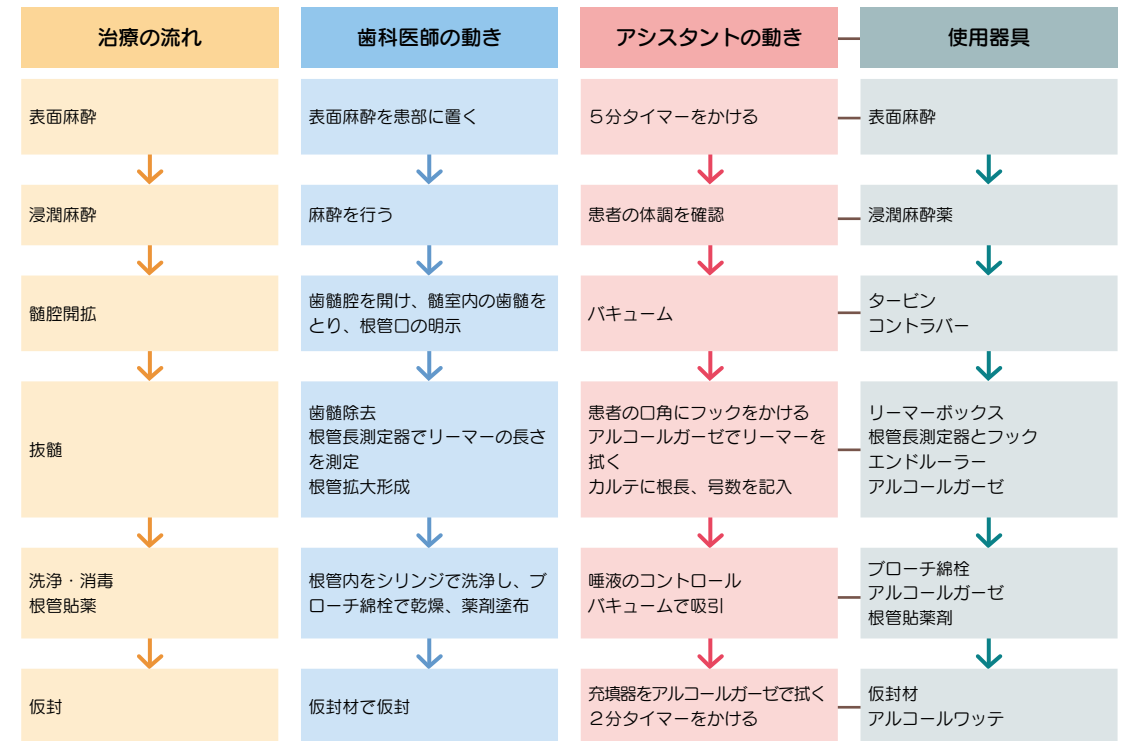 治療の流れ
歯科医師の動き
アシスタントの動き
使用器具
表面麻酔
表面麻酔を患部に置く
５分タイマーをかける
表面麻酔
浸潤麻酔
麻酔を行う
患者の体調を確認
浸潤麻酔薬
髄腔開拡
歯髄腔を開け、髄室内の歯髄を
とり、根管口の明示
バキューム
タービン
コントラバー
抜髄
歯髄除去
根管長測定器でリーマーの長さ
を測定
根管拡大形成
患者の口角にフックをかける
アルコールガーゼでリーマーを
拭く
カルテに根長、号数を記入
リーマーボックス
根管長測定器とフック
エンドルーラー
アルコールガーゼ
洗浄・消毒
根管貼薬
根管内をシリンジで洗浄し、ブ
ローチ綿栓で乾燥、薬剤塗布
唾液のコントロール
バキュームで吸引
ブローチ綿栓
アルコールガーゼ
根管貼薬剤
仮封
仮封材で仮封
充填器をアルコールガーゼで拭く
２分タイマーをかける
仮封材
アルコールワッテ